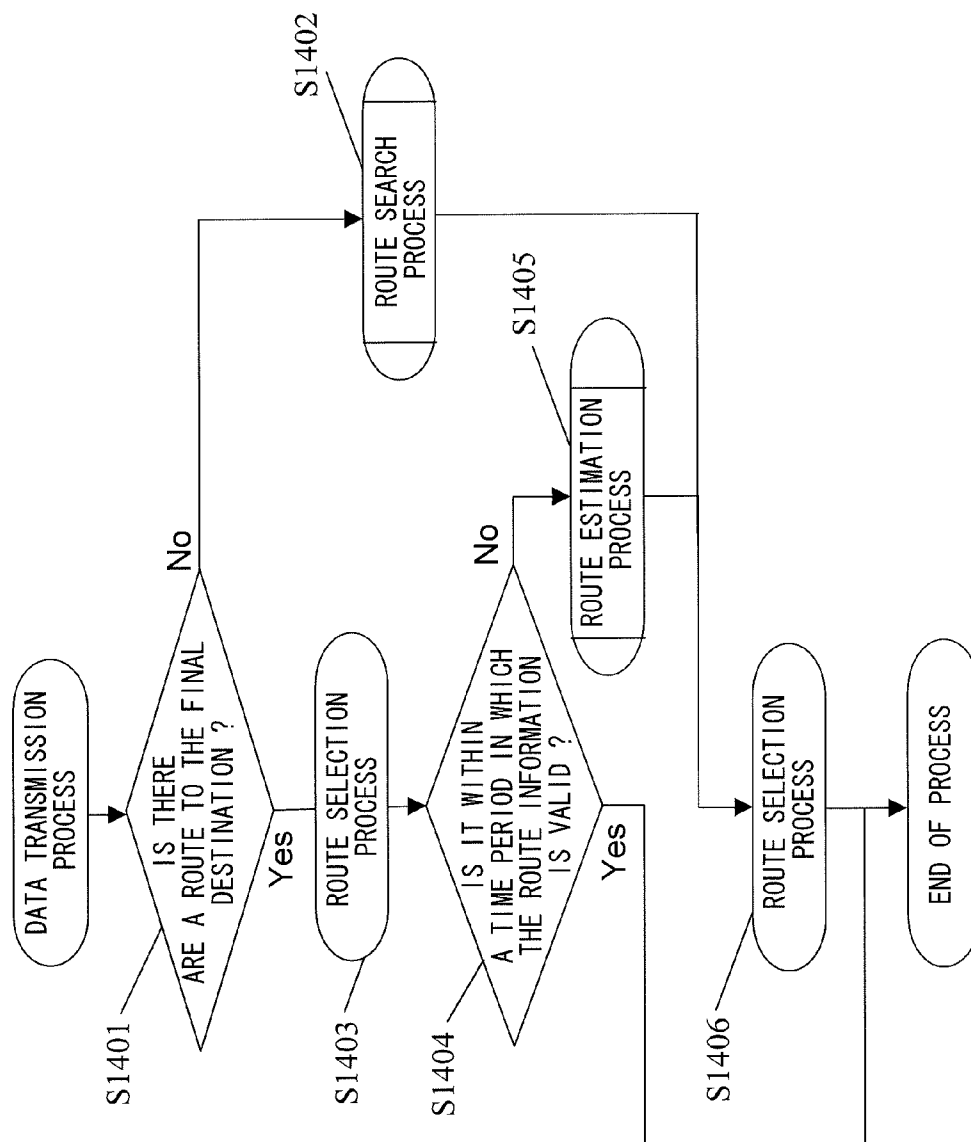 DATA TRANSMISSION
PROCESS
S1401
IS THERE
ARE A ROUTE TO THE FINAL
DESTINATION ?
No
Yes
S1402
ROUTE SEARCH
PROCESS
S1403
ROUTE SELECTION
PROCESS
S1404
IS IT WITHIN
A TIME PERIOD IN WHICH
THE ROUTE INFORMATION
IS VALID ?
No
Yes
S1405
ROUTE ESTIMATION
PROCESS
S1406
ROUTE SELECTION
PROCESS
END OF PROCESS